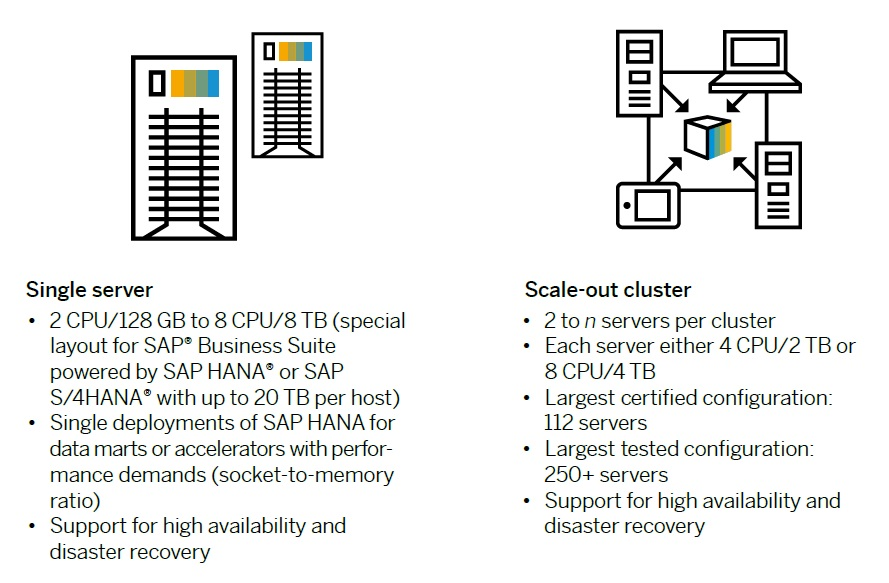 Single server
• 2 CPU/128 GB to 8 CPU/8 TB (special
layout for SAP® Business Suite
powered by SAP HANA® or SAP
S/4HANA® with up to 20 TB per host)
• Single deployments of SAP HANA for
data marts or accelerators with perfor-
mance demands (socket-to-memory
ratio)
• Support for high availability and
disaster recovery
Scale-out cluster
• 2 to n servers per cluster
• Each server either 4 CPU/2 TB or
8 CPU/4 TB
• Largest certified configuration:
112 servers
• Largest tested configuration:
250+ servers
• Support for high availability and
disaster recovery